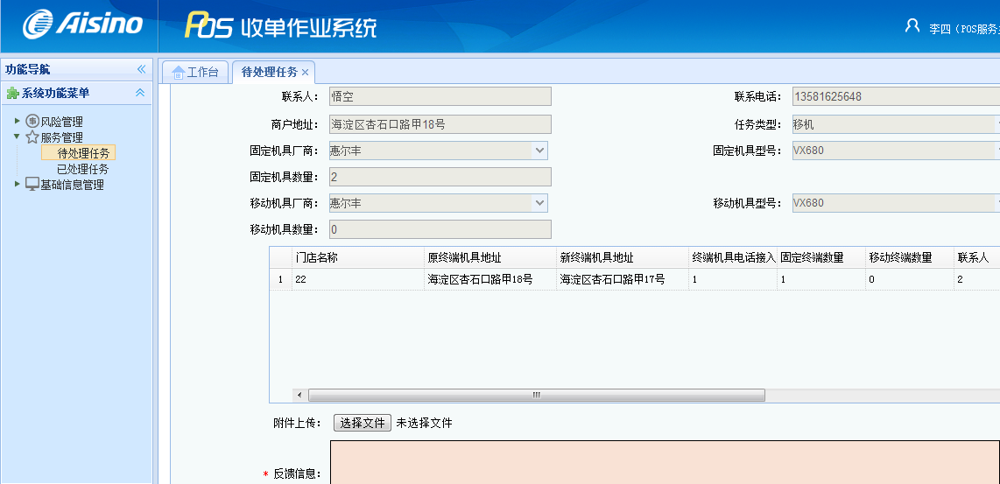 Aisino
POS 收单作业系统
李四（POS服务
功能导航
系统功能菜单
风险管理
服务管理
待处理任务
已处理任务
基础信息管理
工作台 待处理任务
联系人： 悟空 联系电话： 13581625648
商户地址： 海淀区杏石口路甲18号 任务类型： 移机
固定机具厂商： 惠尔丰 固定机具型号： VX680
固定机具数量： 2
移动机具厂商： 惠尔丰 移动机具型号： VX680
移动机具数量： 0
门店名称 原终端机具地址 新终端机具地址 终端机具电话接入 固定终端数量 移动终端数量 联系人
1 22 海淀区杏石口路甲18号 海淀区杏石口路甲17号 1 1 0 2
附件上传： 选择文件 未选择文件
* 反馈信息：